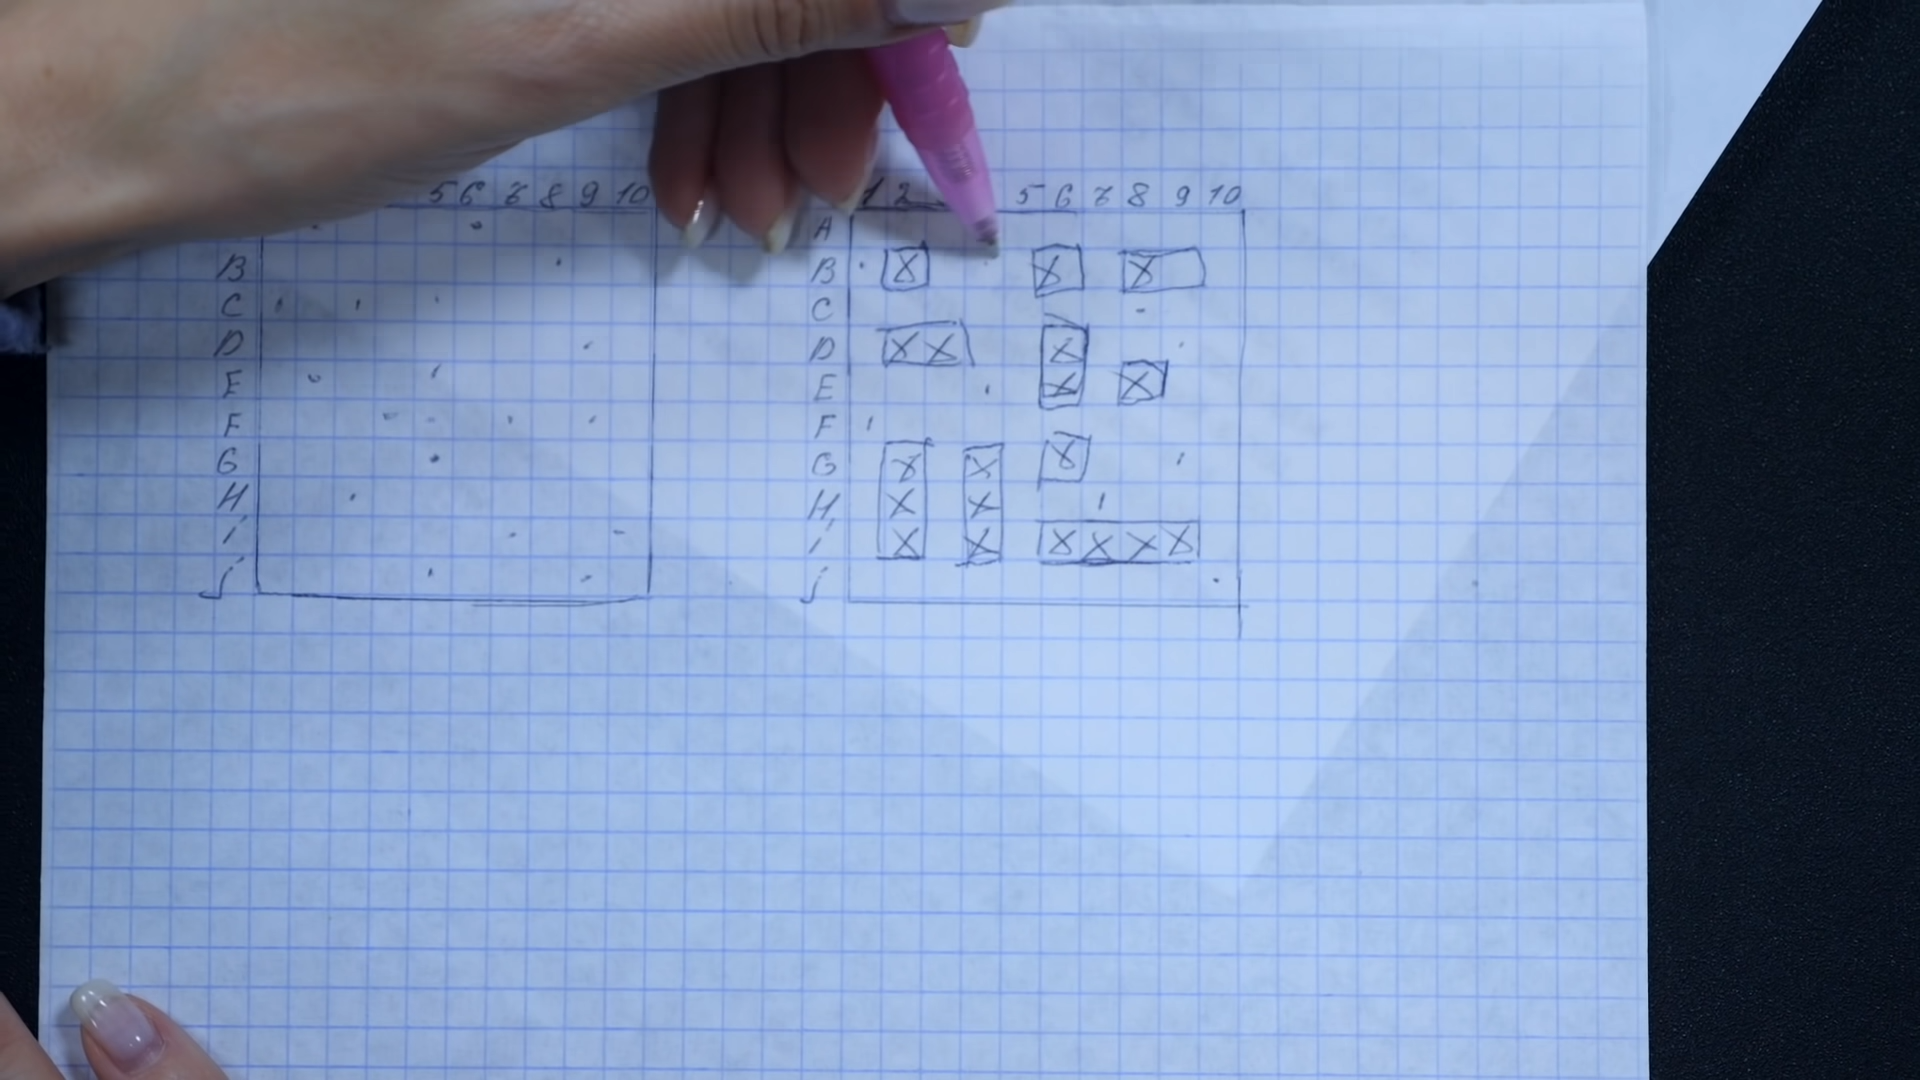 5 6 7 8 9 10
1 2 5 6 7 8 9 10
A
B
B X X X
C
C
D
D X X X
E
E X X
F
F
G
G X X X
H
H X X
i
i X X X X X X
j
j